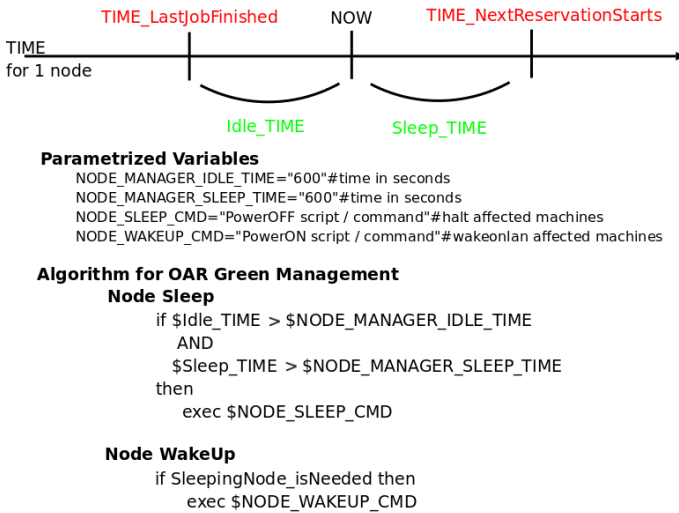 TIME_LastJobFinished NOW TIME_NextReservationStarts
TIME
for 1 node
Idle_TIME Sleep_TIME
Parametrized Variables
NODE_MANAGER_IDLE_TIME="600"#time in seconds
NODE_MANAGER_SLEEP_TIME="600"#time in seconds
NODE_SLEEP_CMD="PowerOFF script / command"#halt affected machines
NODE_WAKEUP_CMD="PowerON script / command"#wakeonlan affected machines
Algorithm for OAR Green Management
Node Sleep
if $Idle_TIME > $NODE_MANAGER_IDLE_TIME
AND
$Sleep_TIME > $NODE_MANAGER_SLEEP_TIME
then
exec $NODE_SLEEP_CMD
Node WakeUp
if SleepingNode_isNeeded then
exec $NODE_WAKEUP_CMD